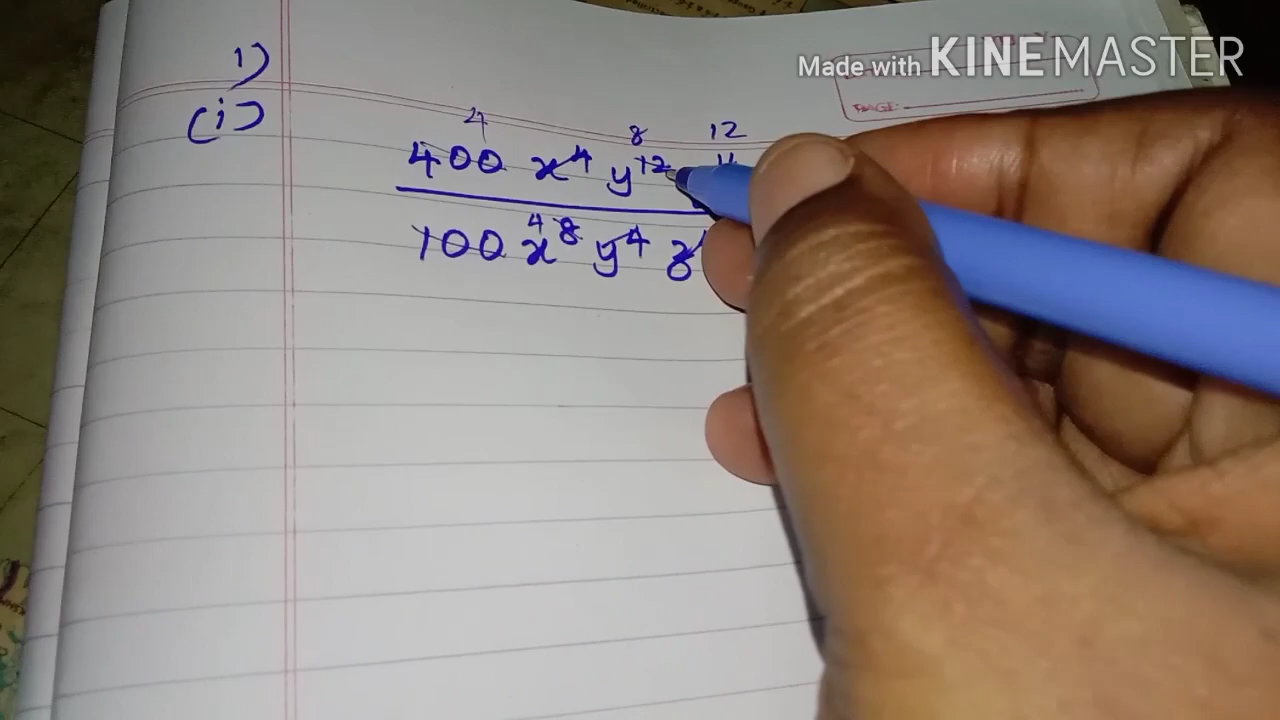 Made with KINEMASTER
PAGE:
1)
(i)
4 8 12
400 x4 y12
4
100 x8 y4 z